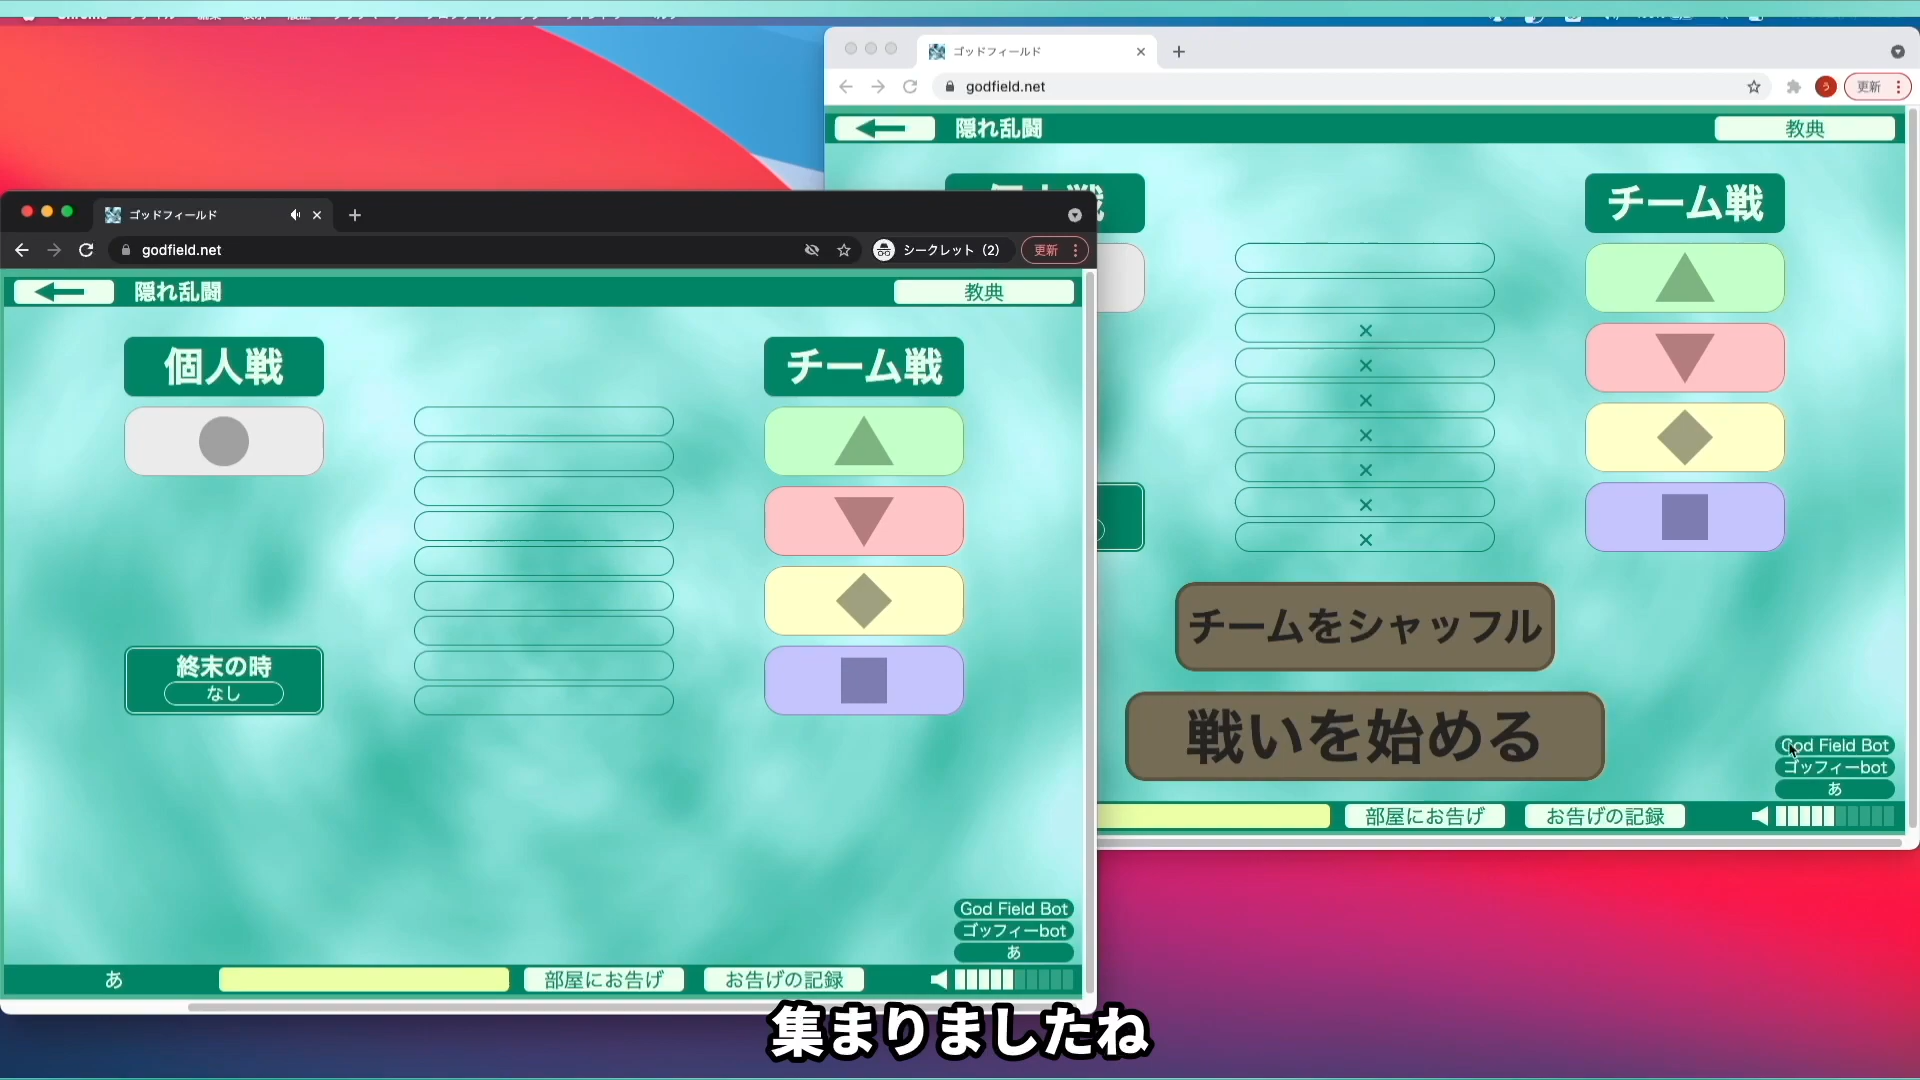 ゴッドフィールド
godfield.net
更新
隠れ乱闘
教典
チーム戦
×
×
×
×
×
×
×
チームをシャッフル
戦いを始める
God Field Bot
ゴッフィーbot
あ
部屋にお告げ
お告げの記録
ゴッドフィールド
godfield.net
シークレット (2)
更新
隠れ乱闘
教典
個人戦
チーム戦
終末の時
なし
God Field Bot
ゴッフィーbot
あ
あ
部屋にお告げ
お告げの記録
集まりましたね